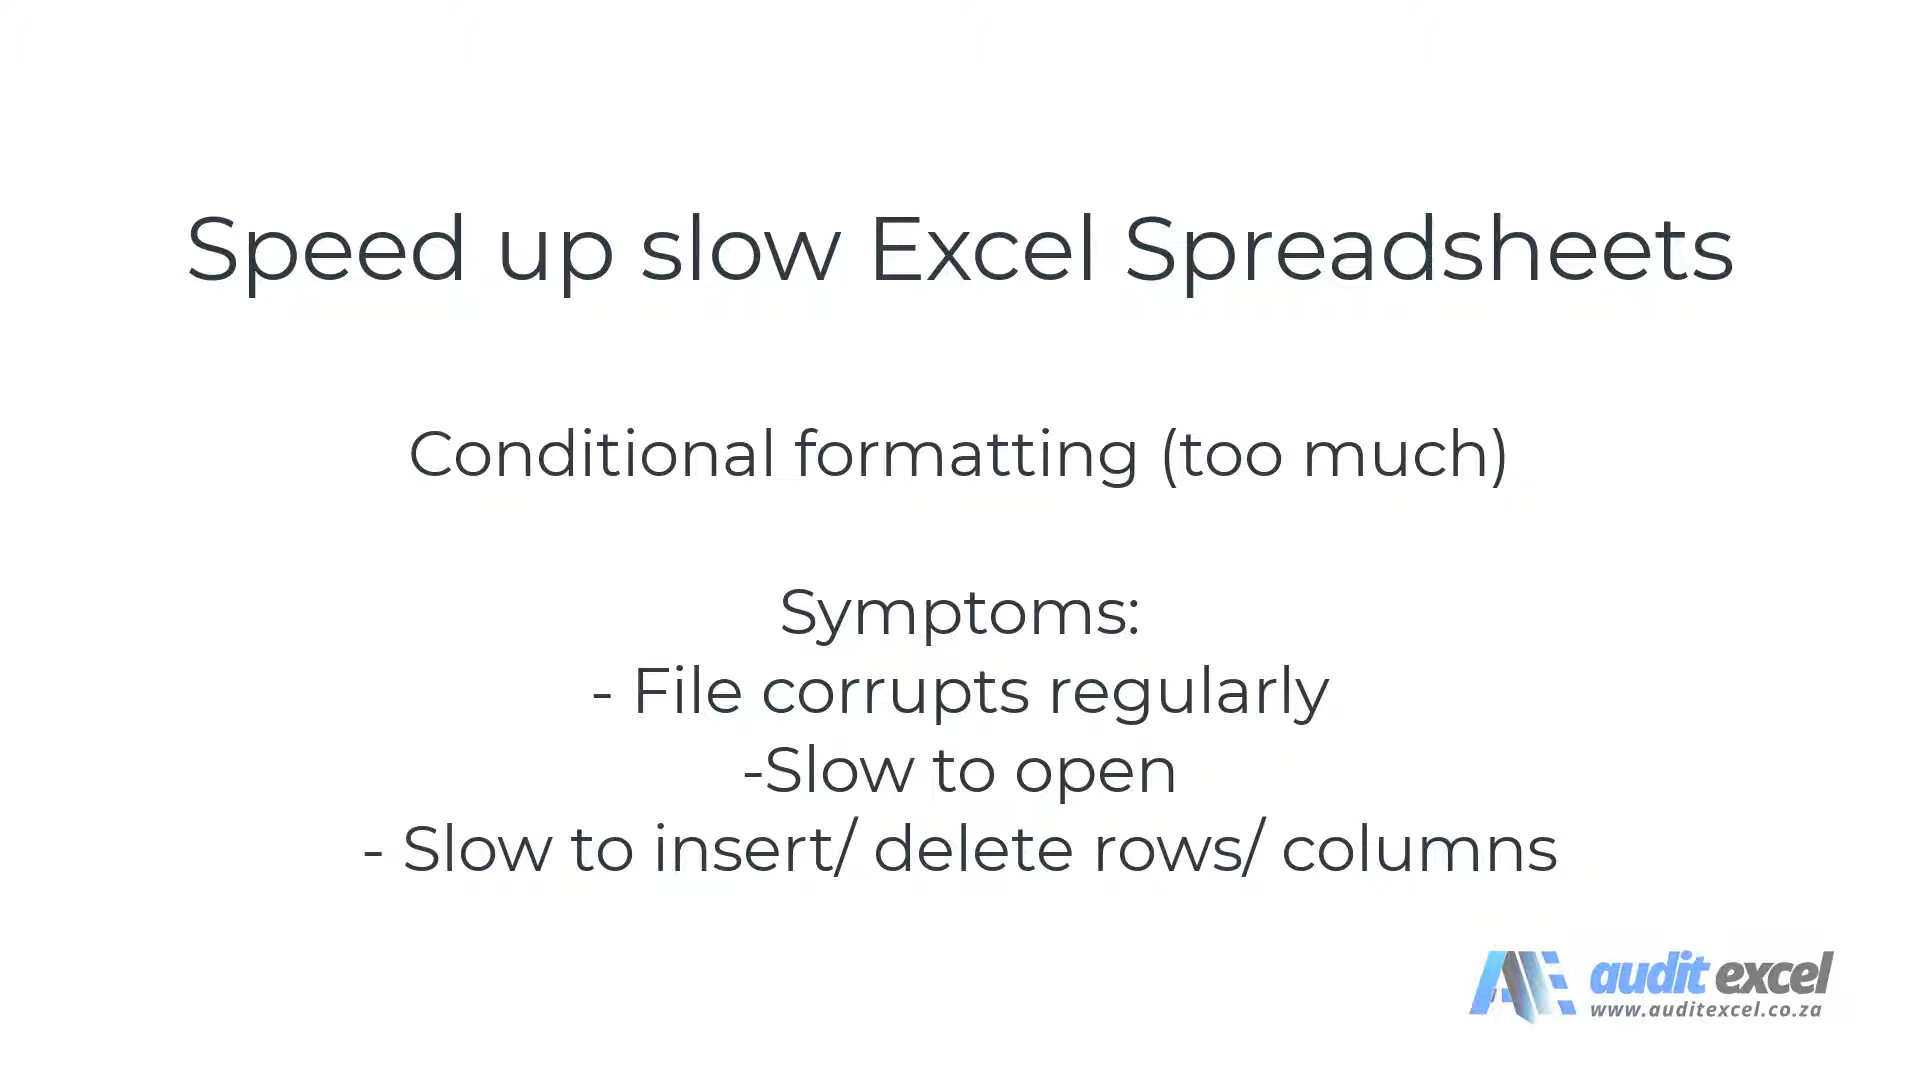 Speed up slow Excel Spreadsheets
Conditional formatting (too much)
Symptoms:
- File corrupts regularly
-Slow to open
- Slow to insert/ delete rows/ columns
AE audit excel
www.auditexcel.co.za